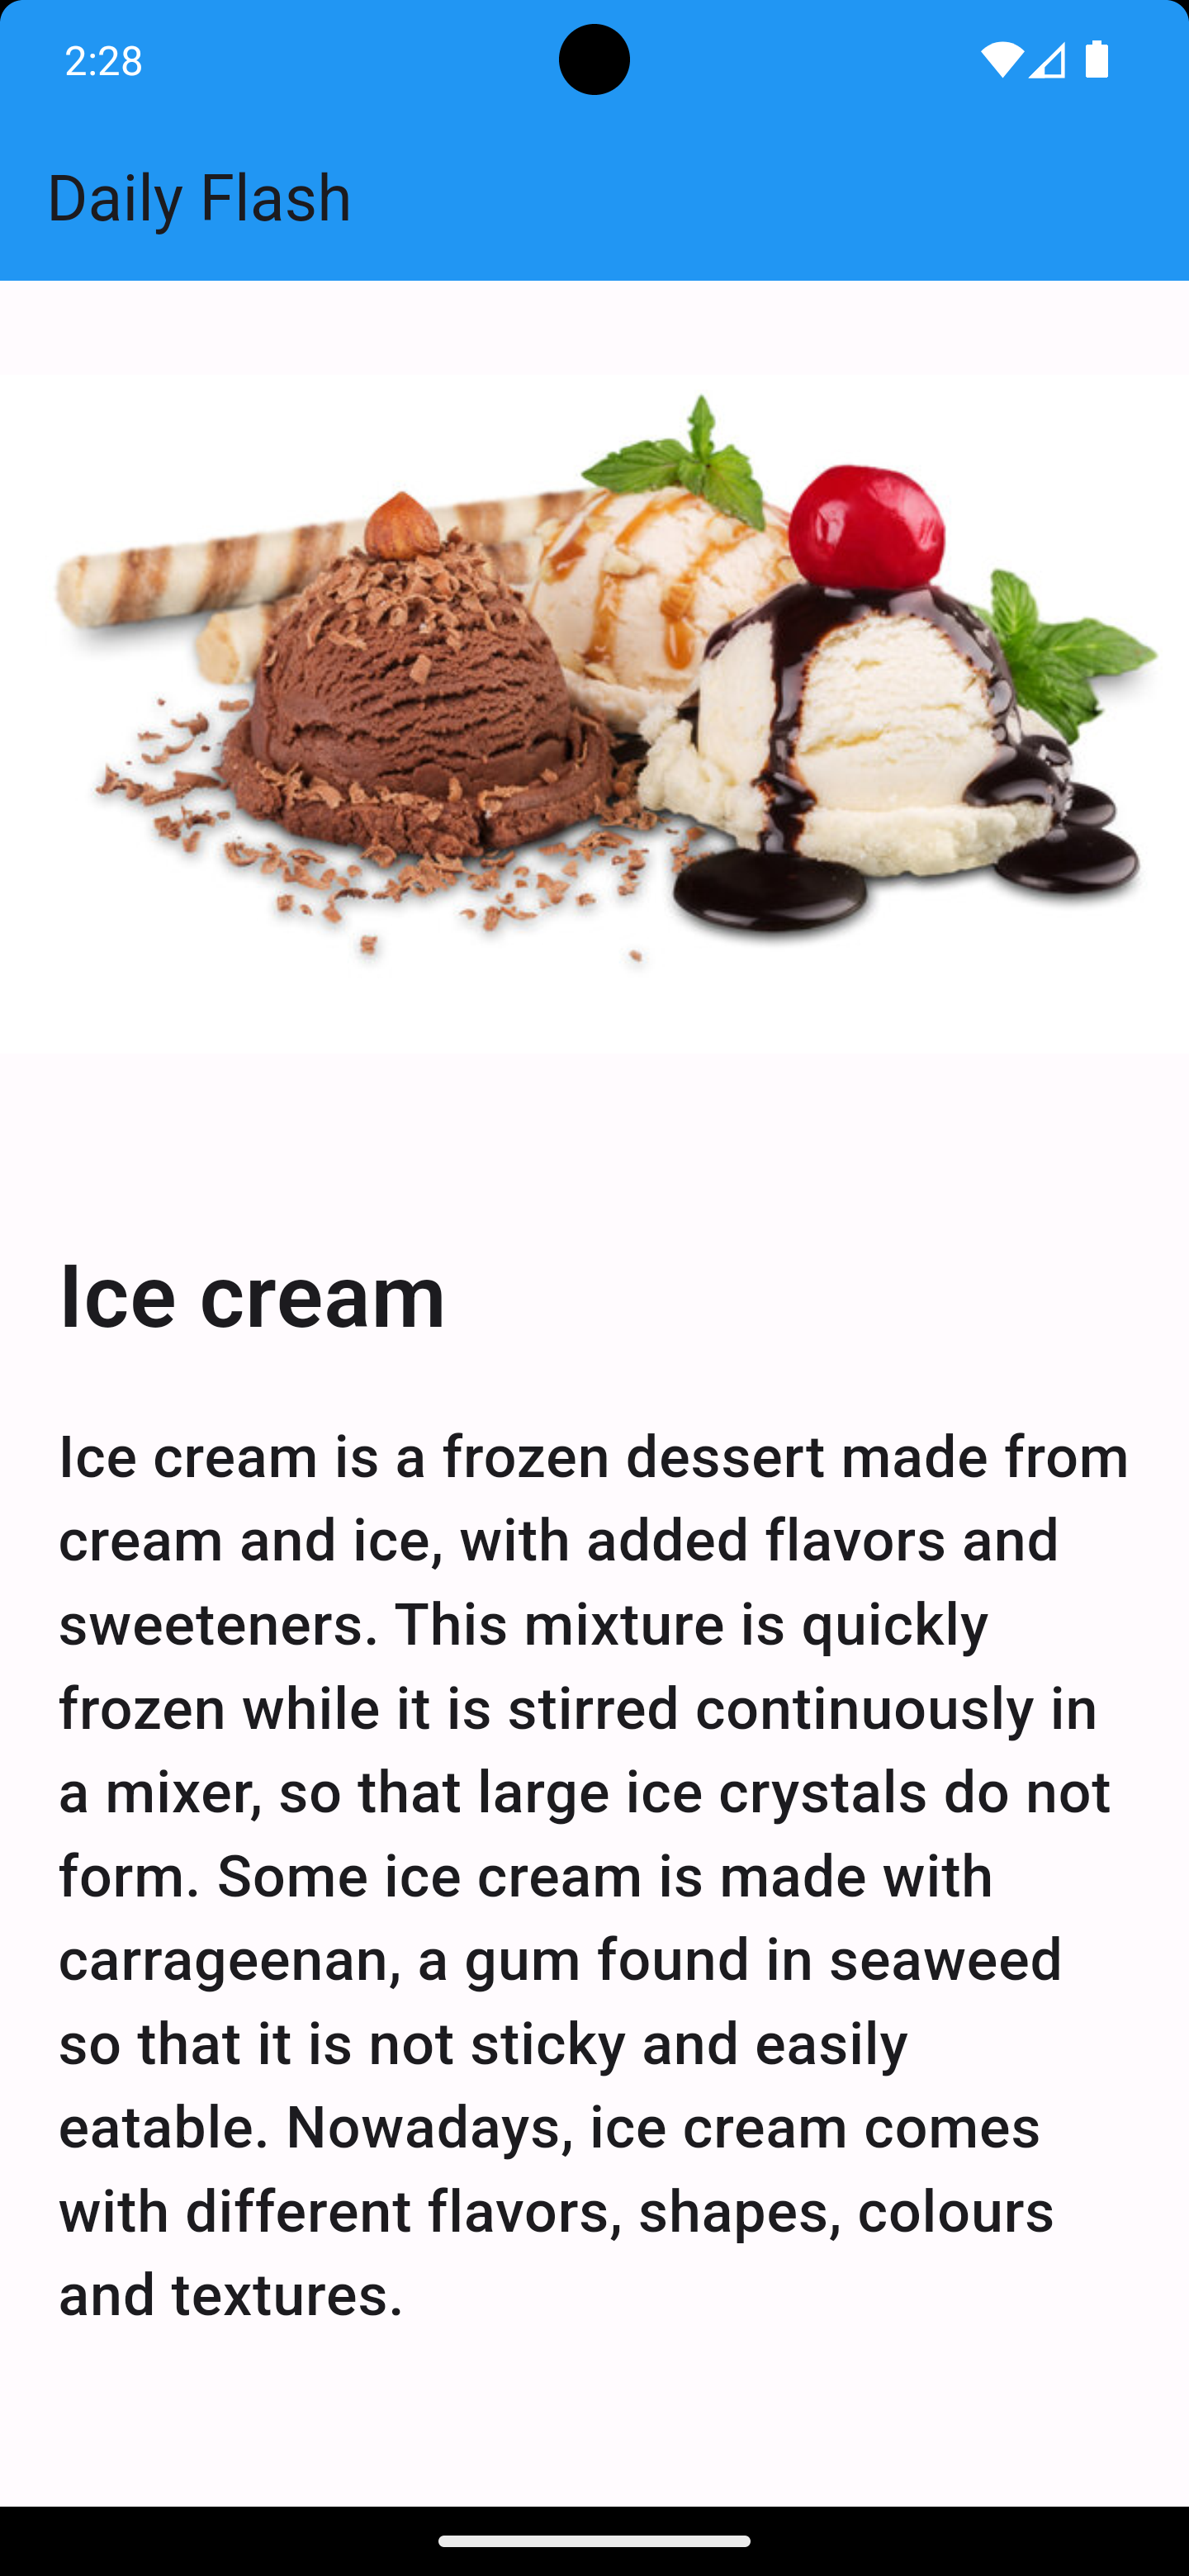 2:28
Daily Flash
Ice cream
Ice cream is a frozen dessert made from
cream and ice, with added flavors and
sweeteners. This mixture is quickly
frozen while it is stirred continuously in
a mixer, so that large ice crystals do not
form. Some ice cream is made with
carrageenan, a gum found in seaweed
so that it is not sticky and easily
eatable. Nowadays, ice cream comes
with different flavors, shapes, colours
and textures.